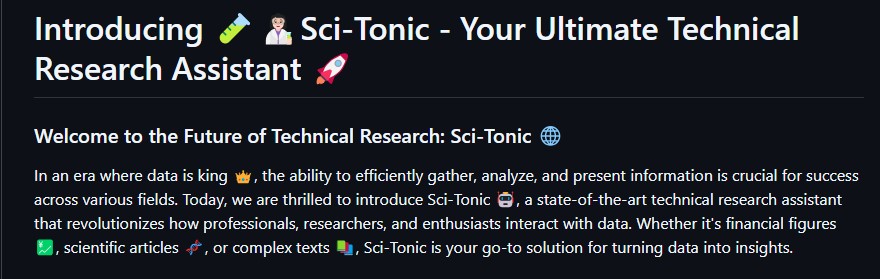 Introducing 🧪 👩🏻‍🔬 Sci-Tonic - Your Ultimate Technical
Research Assistant 🚀
Welcome to the Future of Technical Research: Sci-Tonic 🌐
In an era where data is king 👑, the ability to efficiently gather, analyze, and present information is crucial for success
across various fields. Today, we are thrilled to introduce Sci-Tonic 🤖, a state-of-the-art technical research assistant
that revolutionizes how professionals, researchers, and enthusiasts interact with data. Whether it's financial figures
💹, scientific articles 🧬, or complex texts 📚, Sci-Tonic is your go-to solution for turning data into insights.